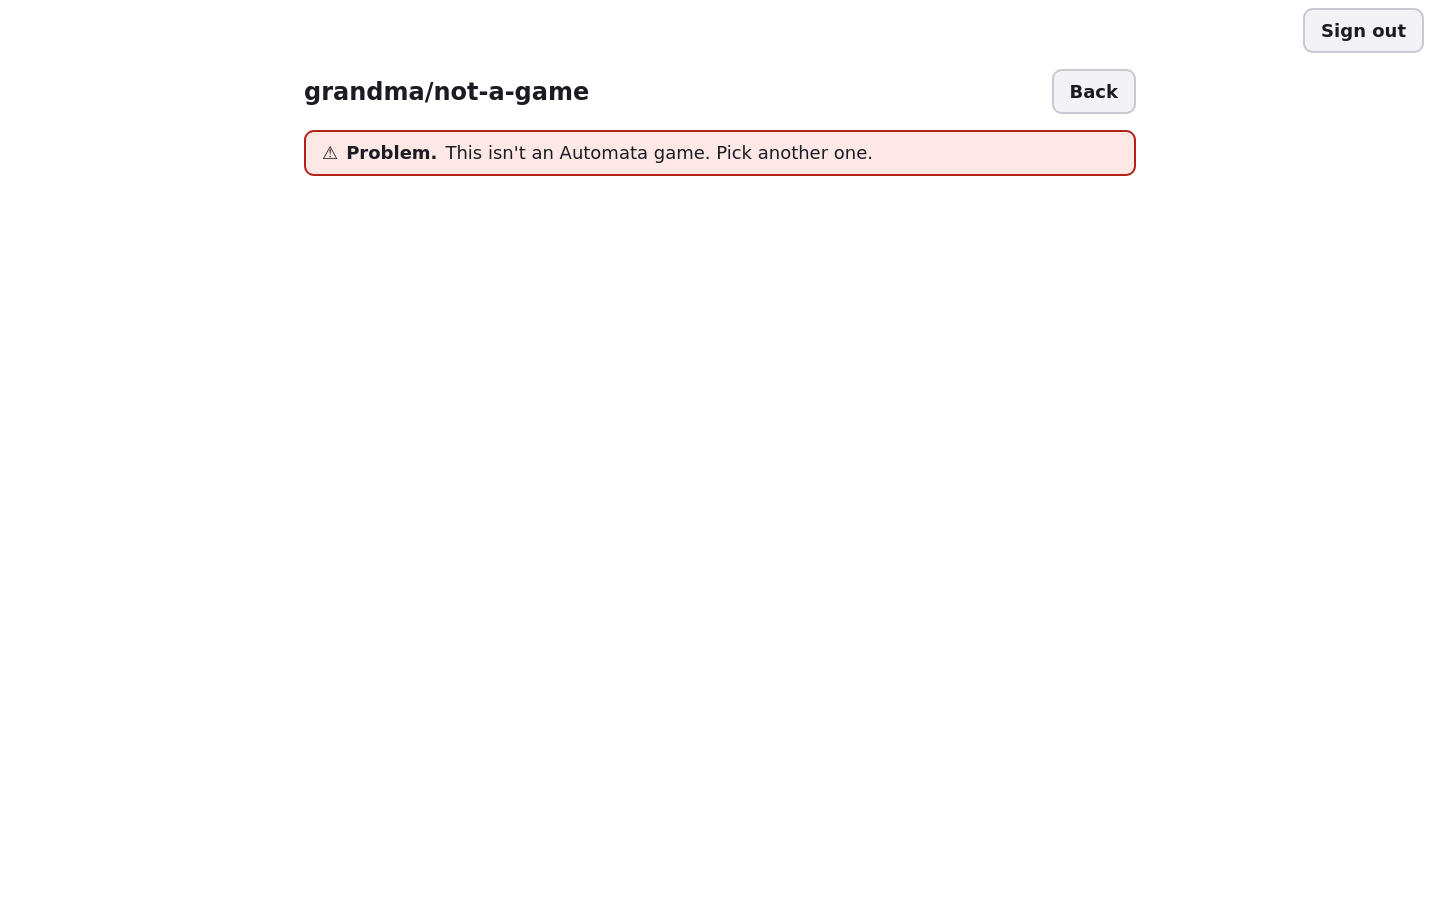 Sign out
grandma/not-a-game
Back
⚠ Problem. This isn't an Automata game. Pick another one.